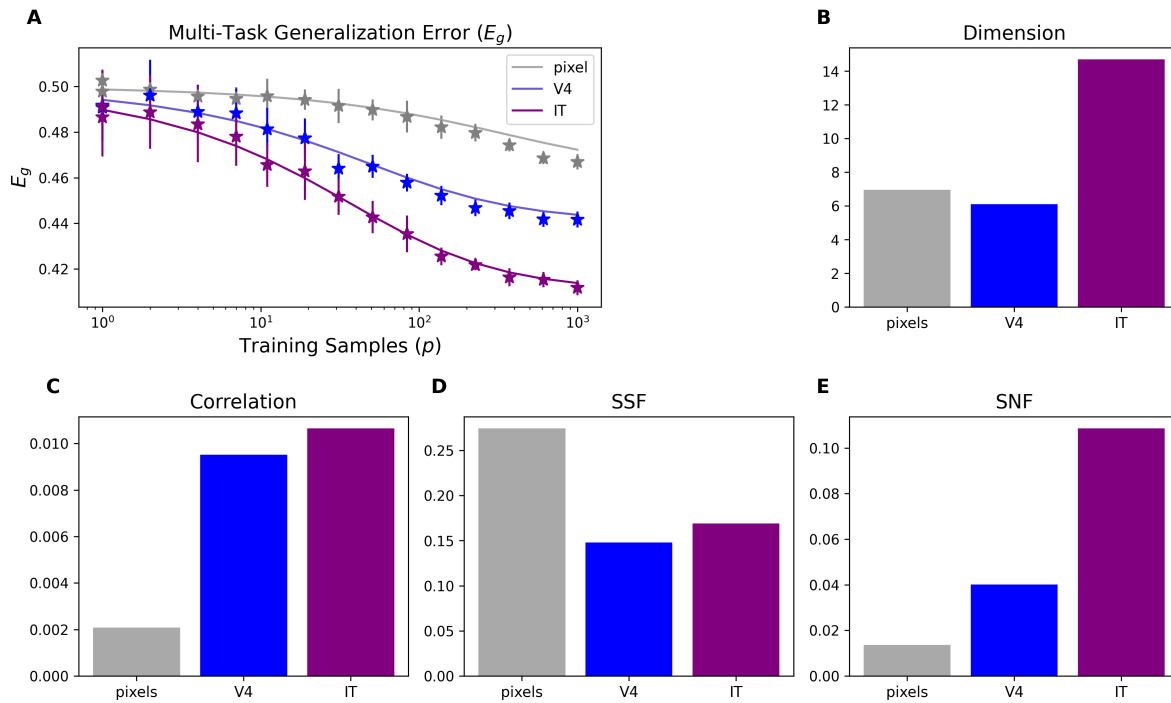 A
Multi-Task Generalization Error (E_g)
pixel
V4
IT
0.50
0.48
0.46
0.44
0.42
E_g
10^0
10^1
10^2
10^3
Training Samples (p)
B
Dimension
14
12
10
8
6
4
2
0
pixels V4 IT
C
Correlation
0.010
0.008
0.006
0.004
0.002
0.000
pixels V4 IT
D
SSF
0.25
0.20
0.15
0.10
0.05
0.00
pixels V4 IT
E
SNF
0.10
0.08
0.06
0.04
0.02
0.00
pixels V4 IT